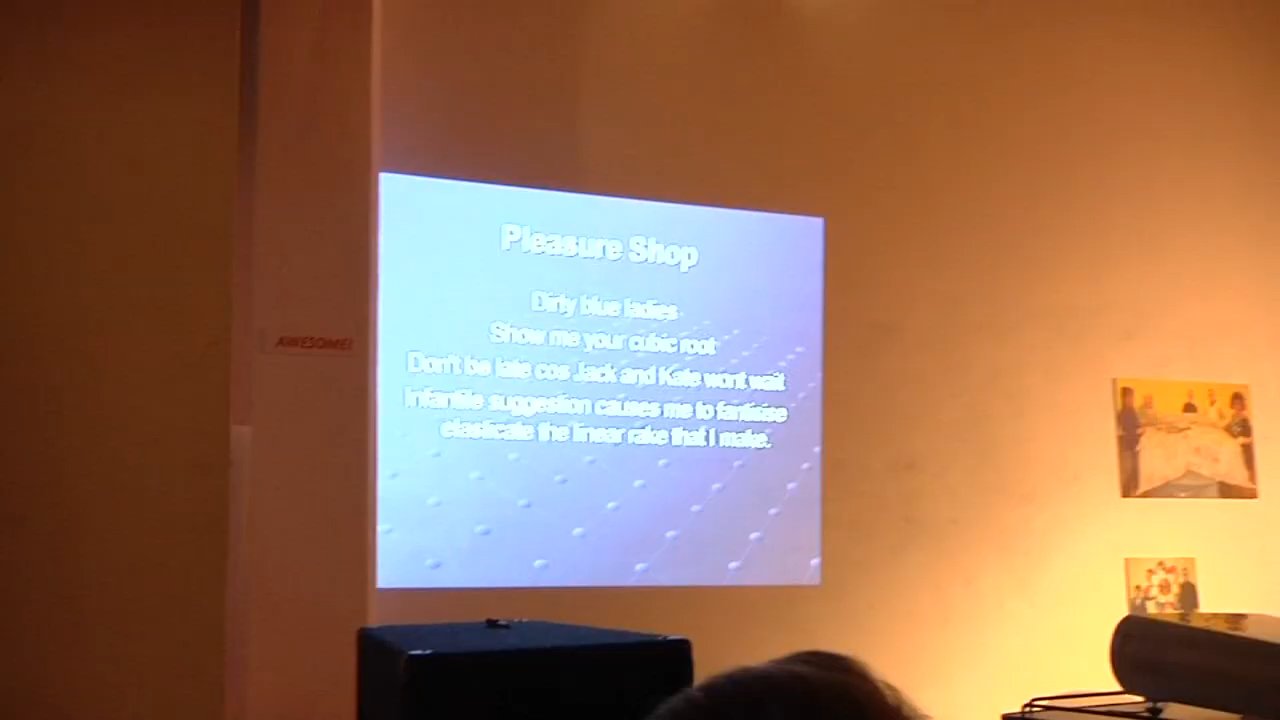 Pleasure Shop
Dirty blue ladies
Show me your cubic root
Don't be late cos Jack and Kate wont wait
Infantile suggestion causes me to fantisise
elasticate the linear rake that I make.
AWESOME!